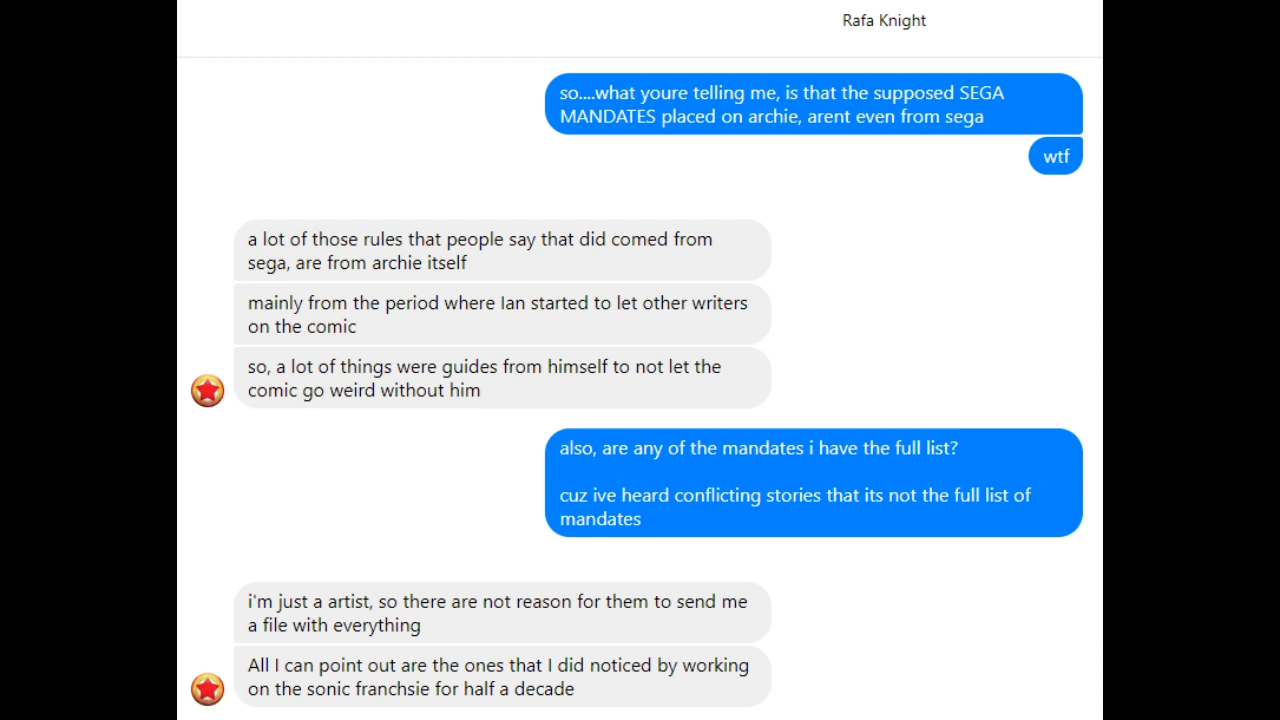 Rafa Knight
so....what youre telling me, is that the supposed SEGA
MANDATES placed on archie, arent even from sega
wtf
a lot of those rules that people say that did comed from
sega, are from archie itself
mainly from the period where Ian started to let other writers
on the comic
so, a lot of things were guides from himself to not let the
comic go weird without him
also, are any of the mandates i have the full list?
cuz ive heard conflicting stories that its not the full list of
mandates
i'm just a artist, so there are not reason for them to send me
a file with everything
All I can point out are the ones that I did noticed by working
on the sonic franchsie for half a decade